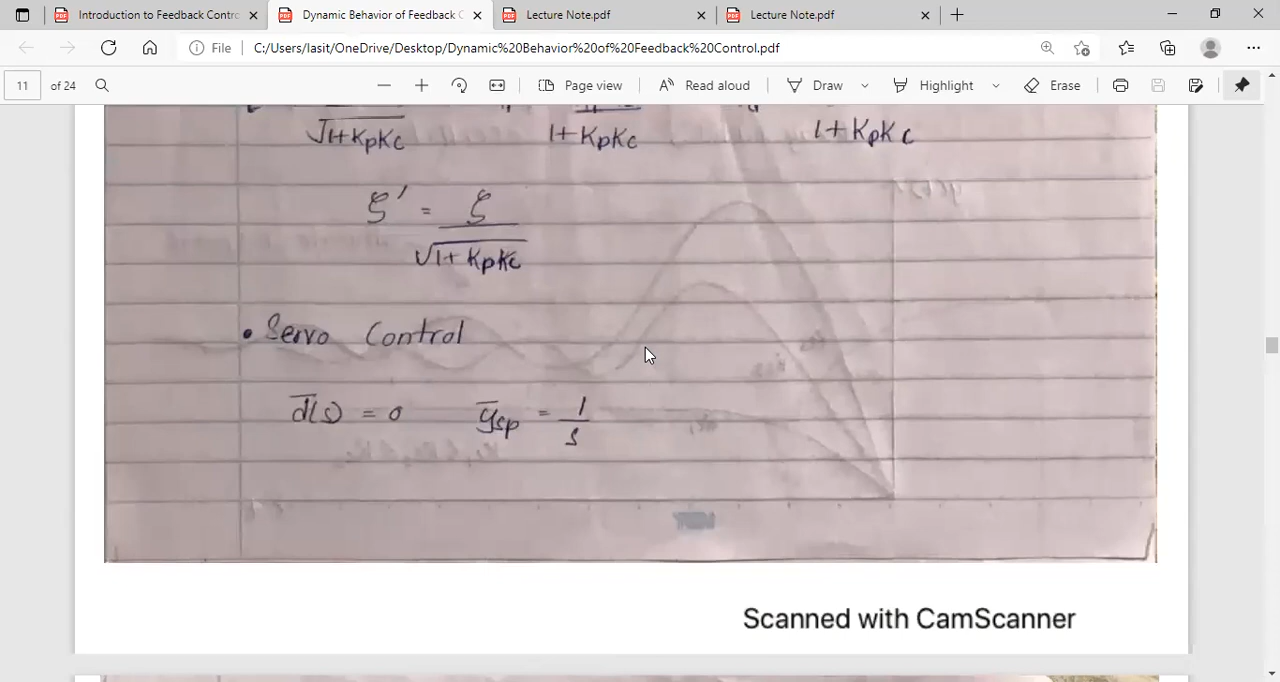 Introduction to Feedback Contro
Dynamic Behavior of Feedback C
Lecture Note.pdf
Lecture Note.pdf
File
C:/Users/lasit/OneDrive/Desktop/Dynamic%20Behavior%20of%20Feedback%20Control.pdf
11 of 24
Page view
Read aloud
Draw
Highlight
Erase
√1+KpKc 1+KpKc 1+KpKc
ξ' = ξ / √1+KpKc
• Servo Control
d̅(s) = 0 y̅sp = 1/s
Scanned with CamScanner